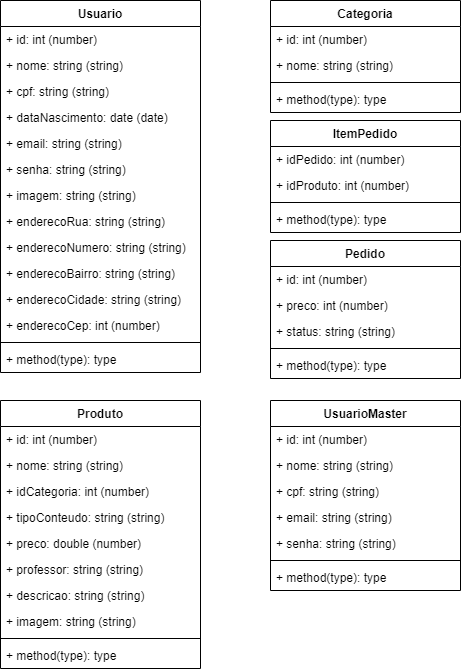 Usuario
+ id: int (number)
+ nome: string (string)
+ cpf: string (string)
+ dataNascimento: date (date)
+ email: string (string)
+ senha: string (string)
+ imagem: string (string)
+ enderecoRua: string (string)
+ enderecoNumero: string (string)
+ enderecoBairro: string (string)
+ enderecoCidade: string (string)
+ enderecoCep: int (number)
+ method(type): type
Categoria
+ id: int (number)
+ nome: string (string)
+ method(type): type
ItemPedido
+ idPedido: int (number)
+ idProduto: int (number)
+ method(type): type
Pedido
+ id: int (number)
+ preco: int (number)
+ status: string (string)
+ method(type): type
Produto
+ id: int (number)
+ nome: string (string)
+ idCategoria: int (number)
+ tipoConteudo: string (string)
+ preco: double (number)
+ professor: string (string)
+ descricao: string (string)
+ imagem: string (string)
+ method(type): type
UsuarioMaster
+ id: int (number)
+ nome: string (string)
+ cpf: string (string)
+ email: string (string)
+ senha: string (string)
+ method(type): type